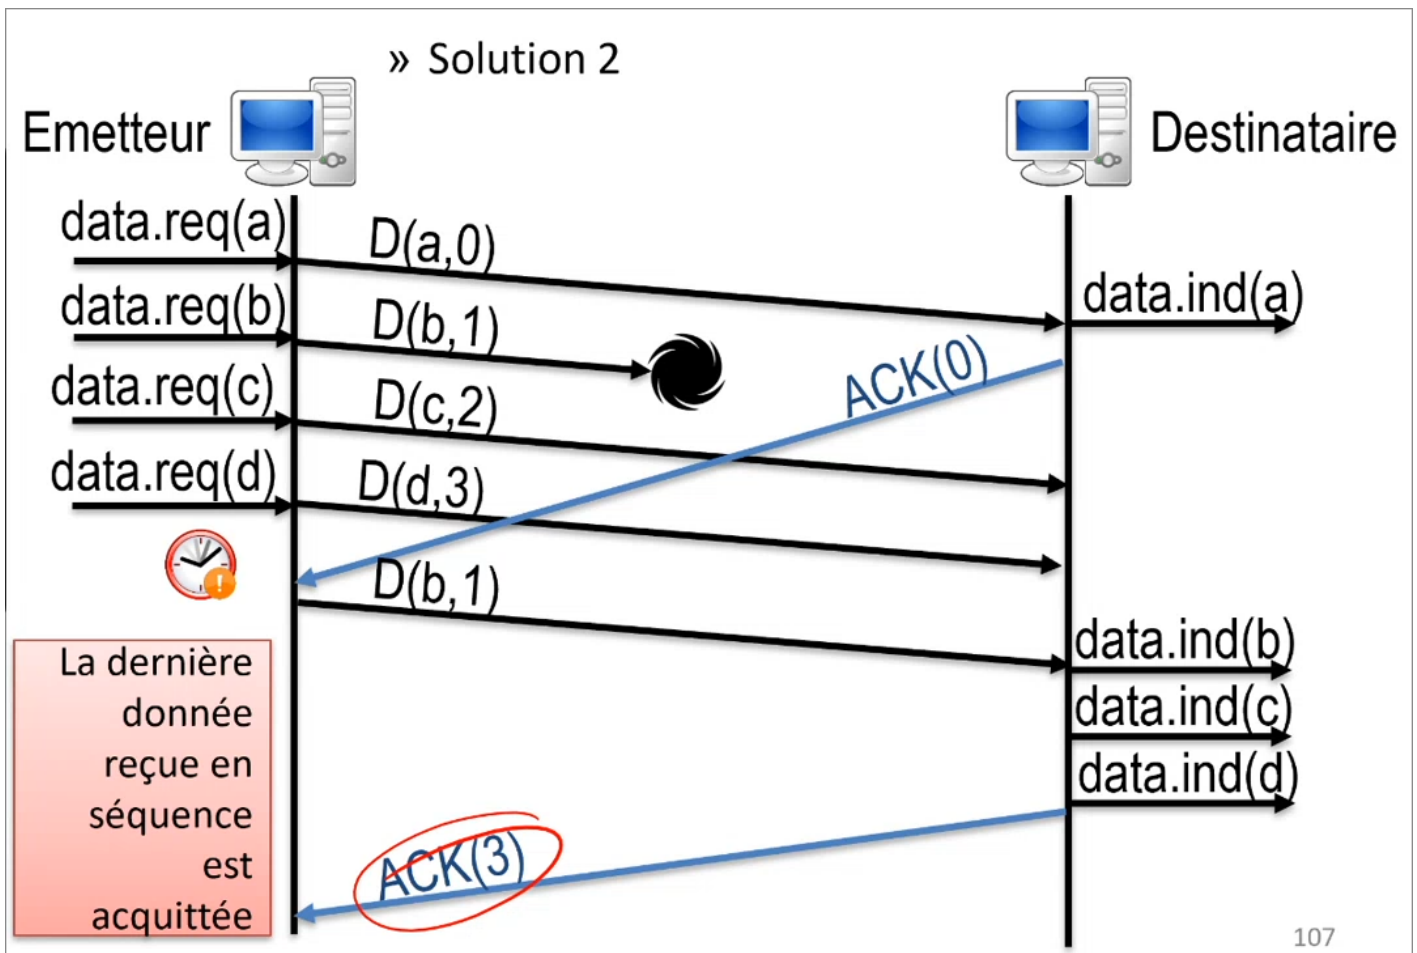 » Solution 2
Emetteur
Destinataire
data.req(a)
D(a,0)
data.ind(a)
data.req(b)
D(b,1)
ACK(0)
data.req(c)
D(c,2)
data.req(d)
D(d,3)
!
D(b,1)
data.ind(b)
data.ind(c)
data.ind(d)
La dernière
donnée
reçue en
séquence
est
acquittée
ACK(3)
107